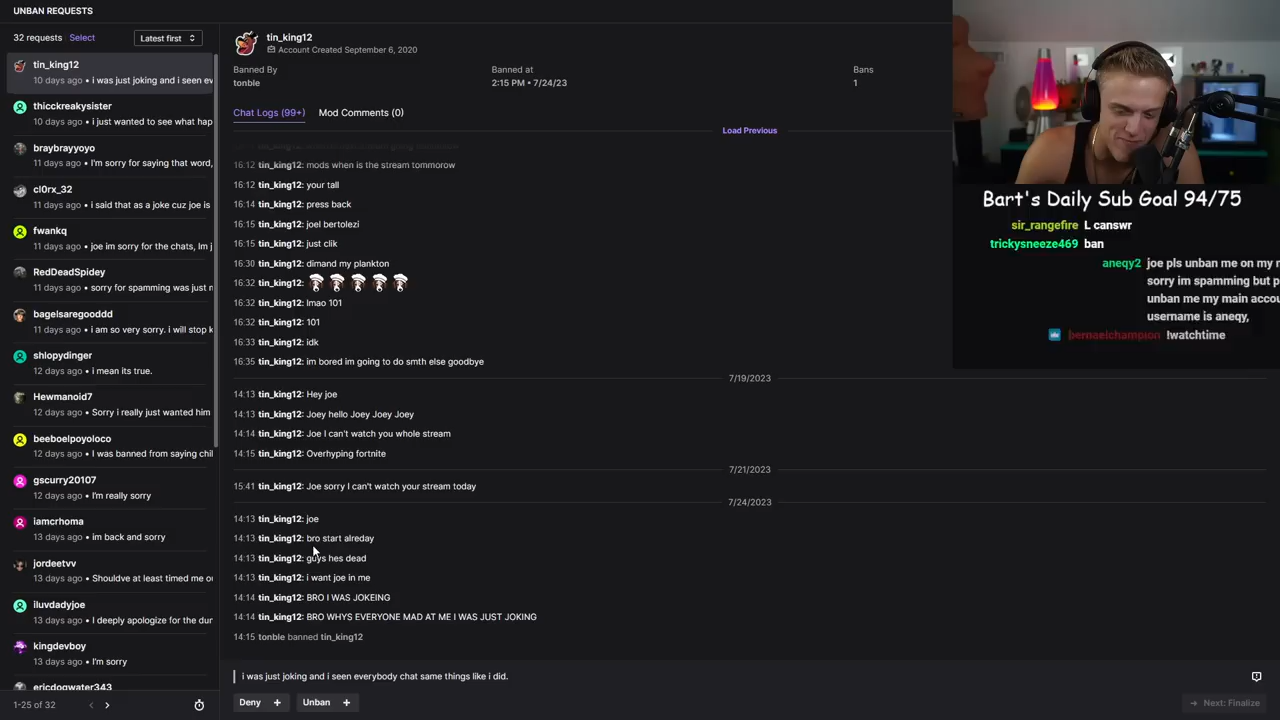 UNBAN REQUESTS
32 requests Select Latest first
tin_king12
10 days ago • i was just joking and i seen ev
thicckreakysister
10 days ago • i just wanted to see what hap
braybrayyoyo
11 days ago • I'm sorry for saying that word,
cl0rx_32
11 days ago • i said that as a joke cuz joe is
fwankq
11 days ago • joe im sorry for the chats, Im j
RedDeadSpidey
11 days ago • sorry for spamming was just m
bagelsaregooddd
11 days ago • i am so very sorry. i will stop k
shlopydinger
12 days ago • i mean its true.
Hewmanoid7
12 days ago • Sorry i really just wanted him
beeboelpoyoloco
12 days ago • I was banned from saying chil
gscurry20107
12 days ago • I'm really sorry
iamcrhoma
13 days ago • im back and sorry
jordeetvv
13 days ago • Shouldve at least timed me ou
iluvdadyjoe
13 days ago • I deeply apologize for the dur
kingdevboy
13 days ago • I'm sorry
ericdogwater343
1-25 of 32
tin_king12
Account Created September 6, 2020
Banned By Banned at Bans
tonble 2:15 PM • 7/24/23 1
Chat Logs (99+) Mod Comments (0)
Load Previous
16:12 tin_king12: mods when is the stream tommorow
16:12 tin_king12: your tall
16:14 tin_king12: press back
16:15 tin_king12: joel bertolezi
16:15 tin_king12: just clik
16:30 tin_king12: dimand my plankton
16:32 tin_king12:
16:32 tin_king12: lmao 101
16:32 tin_king12: 101
16:33 tin_king12: idk
16:35 tin_king12: im bored im going to do smth else goodbye
7/19/2023
14:13 tin_king12: Hey joe
14:13 tin_king12: Joey hello Joey Joey Joey
14:14 tin_king12: Joe I can't watch you whole stream
14:15 tin_king12: Overhyping fortnite
7/21/2023
15:41 tin_king12: Joe sorry I can't watch your stream today
7/24/2023
14:13 tin_king12: joe
14:13 tin_king12: bro start alreday
14:13 tin_king12: guys hes dead
14:13 tin_king12: i want joe in me
14:14 tin_king12: BRO I WAS JOKEING
14:14 tin_king12: BRO WHYS EVERYONE MAD AT ME I WAS JUST JOKING
14:15 tonble banned tin_king12
i was just joking and i seen everybody chat same things like i did.
Deny + Unban +
Next: Finalize
Bart's Daily Sub Goal 94/75
sir_rangefire L canswr
trickysneeze469 ban
aneqy2 joe pls unban me on my
sorry im spamming but p
unban me my main accou
username is aneqy,
!watchtime